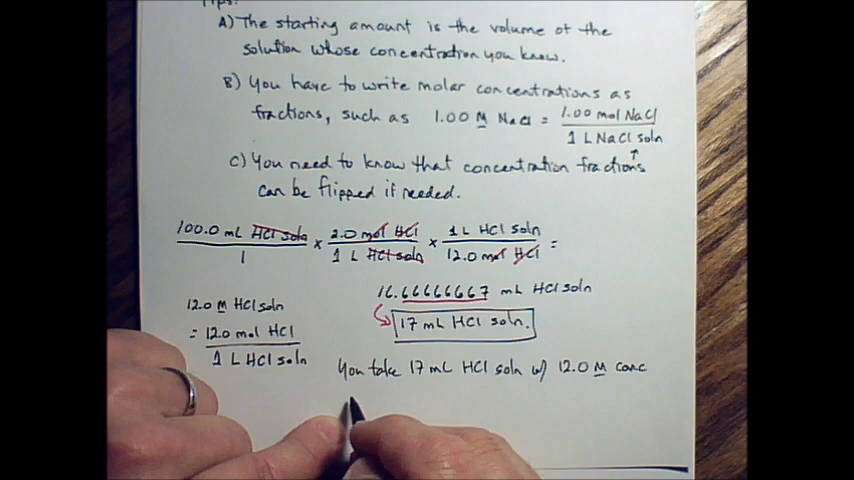 Tips:
A) The starting amount is the volume of the
solution whose concentration you know.
B) You have to write molar concentrations as
fractions, such as 1.00 M NaCl = 1.00 mol NaCl / 1 L NaCl soln
C) You need to know that concentration fractions
can be flipped if needed.
100.0 mL HCl soln / 1 × 2.0 mol HCl / 1 L HCl soln × 1 L HCl soln / 12.0 mol HCl =
16.66666667 mL HCl soln
17 mL HCl soln.
12.0 M HCl soln
= 12.0 mol HCl / 1 L HCl soln
You take 17 mL HCl soln w/ 12.0 M conc